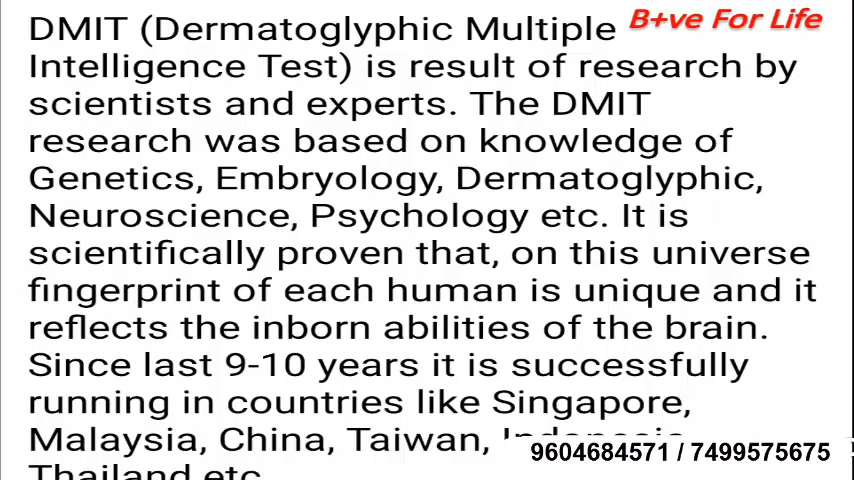 DMIT (Dermatoglyphic Multiple
B+ve For Life
Intelligence Test) is result of research by
scientists and experts. The DMIT
research was based on knowledge of
Genetics, Embryology, Dermatoglyphic,
Neuroscience, Psychology etc. It is
scientifically proven that, on this universe
fingerprint of each human is unique and it
reflects the inborn abilities of the brain.
Since last 9-10 years it is successfully
running in countries like Singapore,
Malaysia, China, Taiwan,
9604684571 / 7499575675
Thailand etc